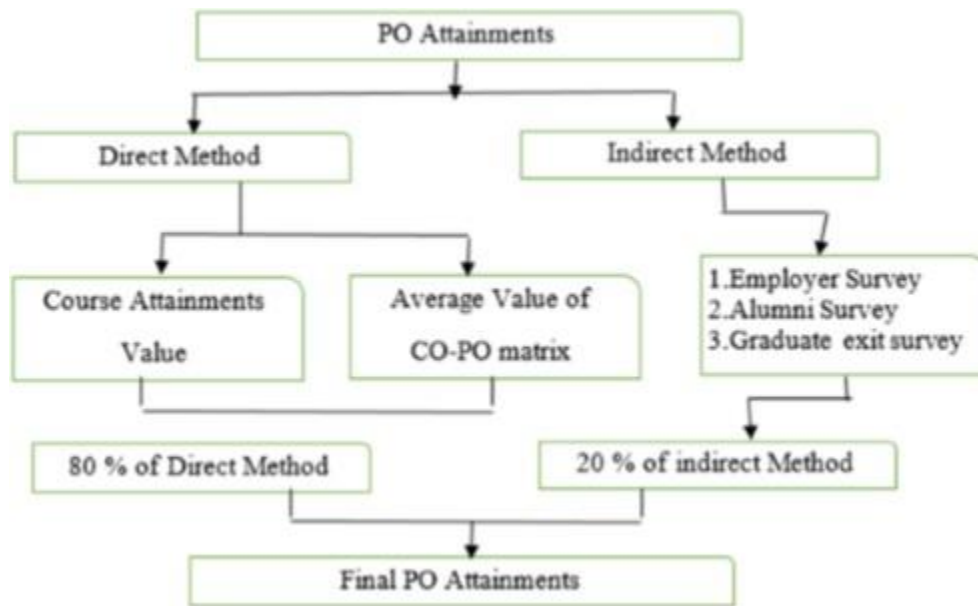 PO Attainments
Direct Method
Indirect Method
Course Attainments
Value
Average Value of
CO-PO matrix
1.Employer Survey
2.Alumni Survey
3.Graduate exit survey
80 % of Direct Method
20 % of indirect Method
Final PO Attainments